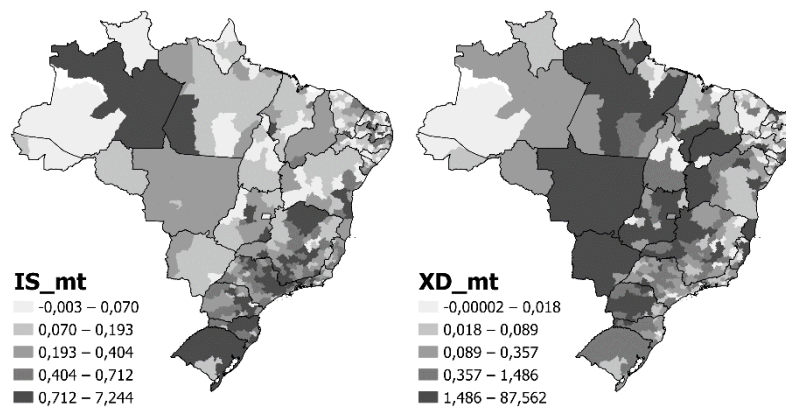 IS_mt
-0,003 – 0,070
0,070 – 0,193
0,193 – 0,404
0,404 – 0,712
0,712 – 7,244
XD_mt
-0,00002 – 0,018
0,018 – 0,089
0,089 – 0,357
0,357 – 1,486
1,486 – 87,562